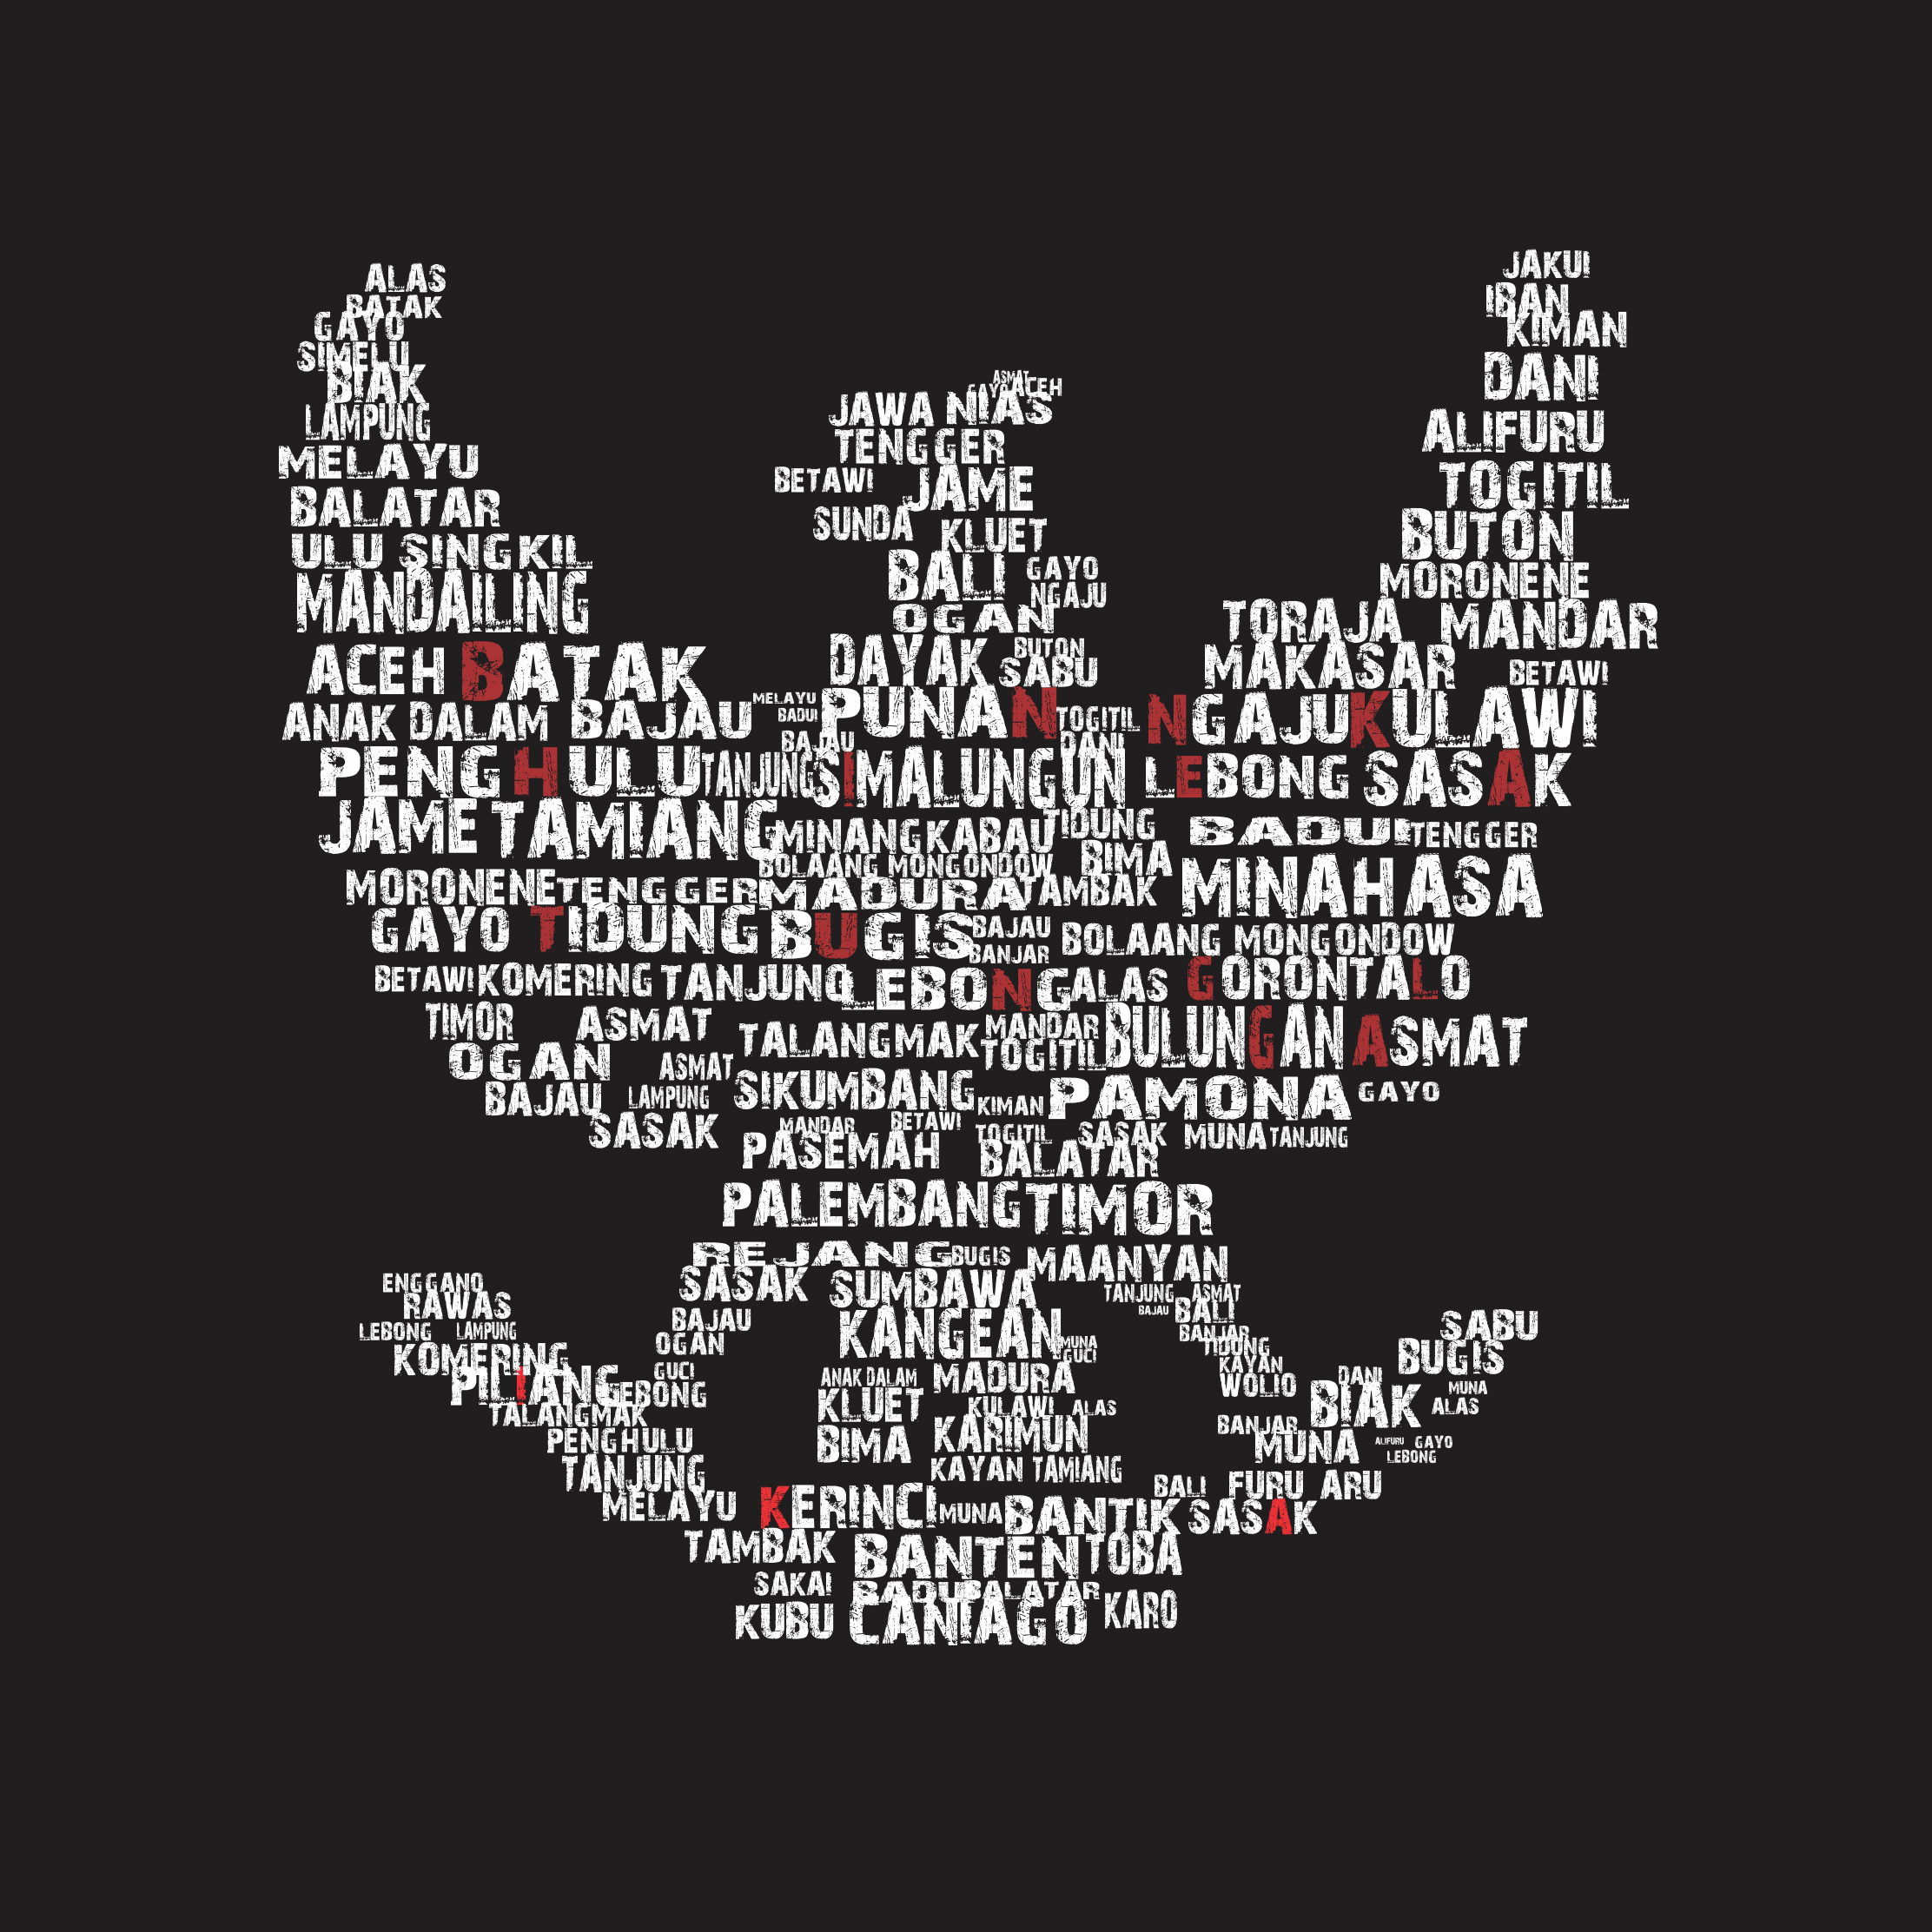 ALAS
BATAK
GAYO
SIMELU
BIAK
LAMPUNG
MELAYU
BALATAR
ULU SINGKIL
MANDAILING
ACEH BATAK
ANAK DALAM BAJAU
PENGHULU TANJUNG
JAME TAMIANG
MORONENE TENGGER MADURA TAMBAK
GAYO TIDUNG BUGIS BAJAU
BANJAR
BETAWI KOMERING TANJUNG LEBONG ALAS
TIMOR ASMAT TALANGMAK MANDAR
TOGITIL
OGAN ASMAT
BAJAU LAMPUNG SIKUMBANG KIMAN
SASAK MANDAR BETAWI
TOGITIL SASAK MUNA TANJUNG
PASEMAH BALATAR
PALEMBANG TIMOR
ASMAT
GAYO ACEH
JAWA NIAS
TENGGER
BETAWI JAME
SUNDA KLUET
BALI GAYO
NGAJU
OGAN
DAYAK BUTON
SABU
MELAYU
BADUI PUNAN TOGITIL
BAJAU DANI
SIMALUNGUN
MINANGKABAU TIDUNG
BOLAANG MONGONDOW BIMA
JAKUI
IBAN
KIMAN
DANI
ALIFURU
TOGITIL
BUTON
MORONENE
TORAJA MANDAR
MAKASAR BETAWI
NGAJU KULAWI
LEBONG SASAK
BADUI TENGGER
MINAHASA
BOLAANG MONGONDOW
GORONTALO
BULUNGAN ASMAT
PAMONA GAYO
REJANG BUGIS MAANYAN
SASAK SUMBAWA TANJUNG ASMAT
BAJAU KANGEAN BAJAU BALI
OGAN MUNA BANJAR
GUCI TIDUNG
GUCI ANAK DALAM MADURA KAYAN
LEBONG KLUET KULAWI ALAS WOLIO
BIMA KARIMUN
KAYAN TAMIANG
ENGGANO
RAWAS
LEBONG LAMPUNG
KOMERING
PILIANG
TALANGMAK
PENGHULU
TANJUNG
MELAYU
SABU
BUGIS
DANI MUNA
BIAK ALAS
BANJAR
MUNA ALIFURU GAYO
LEBONG
BALI FURU ARU
KERINCI MUNA BANTIK SASAK
TAMBAK BANTEN TOBA
SAKAI BADUI BALATAR
KUBU CANIAGO KARO